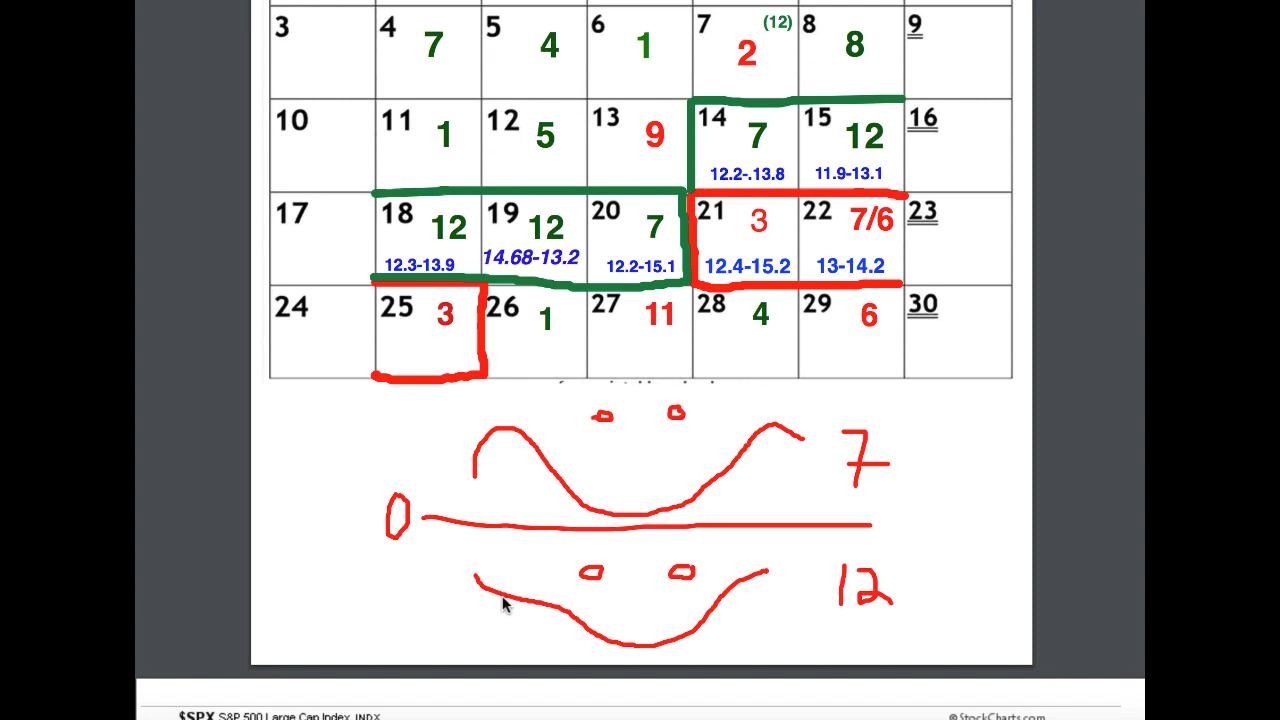 3 4 7 5 4 6 1 7 (12) 2 8 8 9
10 11 1 12 5 13 9 14 7 15 12 16
12.2-.13.8 11.9-13.1
17 18 12 19 12 20 7 21 3 22 7/6 23
12.3-13.9 14.68-13.2 12.2-15.1 12.4-15.2 13-14.2
24 25 3 26 1 27 11 28 4 29 6 30
7
0
12
$SPX S&P 500 Large Cap Index INDX
@StockCharts.com